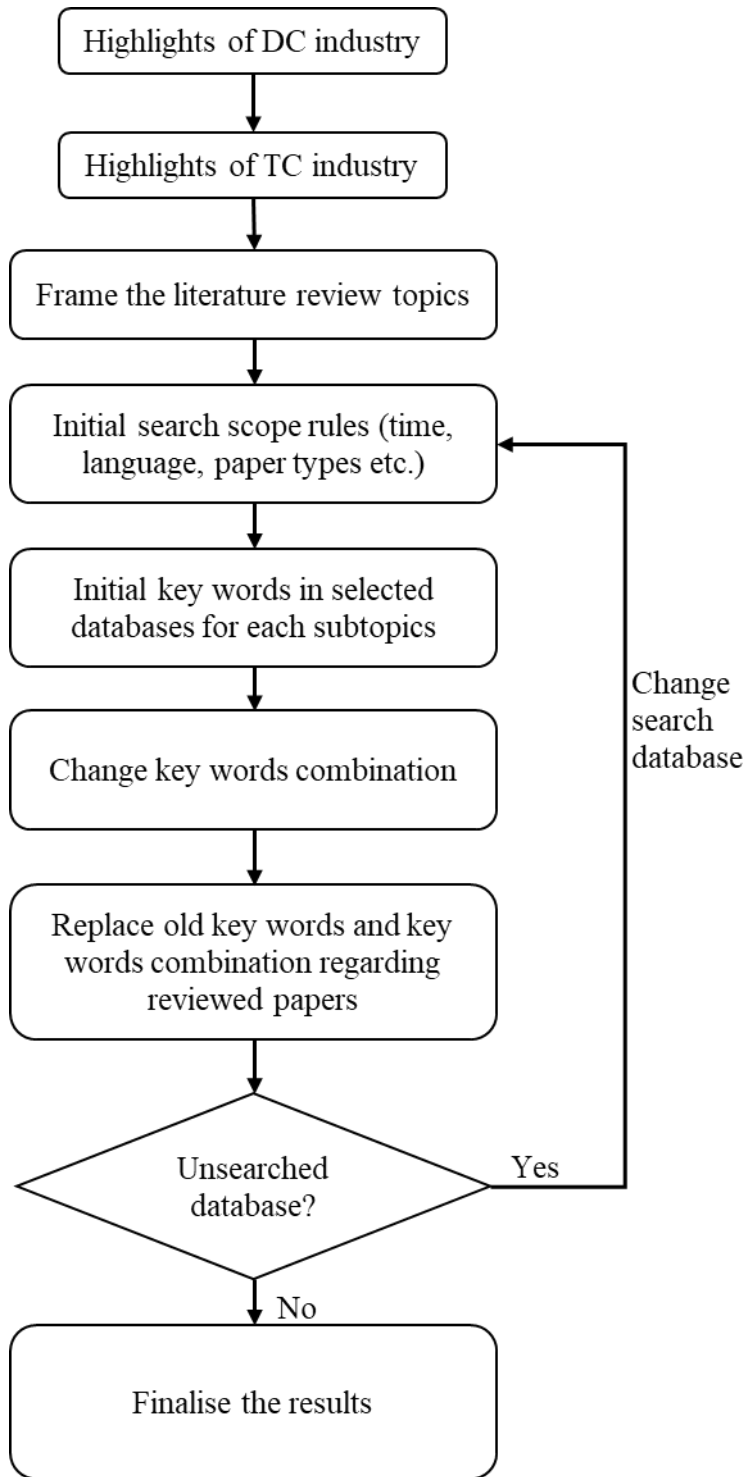 Highlights of DC industry
Highlights of TC industry
Frame the literature review topics
Initial search scope rules (time,
language, paper types etc.)
Initial key words in selected
databases for each subtopics
Change key words combination
Replace old key words and key
words combination regarding
reviewed papers
Unsearched
database?
Yes
Change
search
database
No
Finalise the results